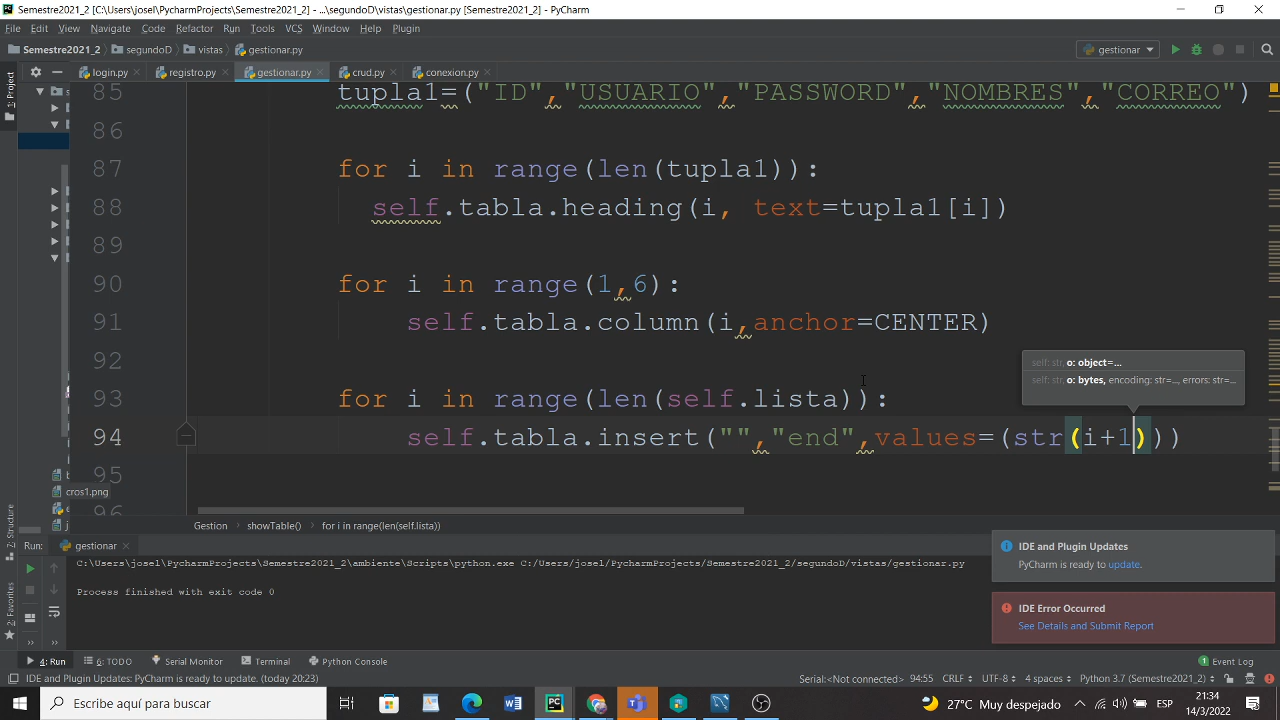 Semestre2021_2 [C:\Users\josel\PycharmProjects\Semestre2021_2] - ...\segundoD\vistas\gestionar.py [Semestre2021_2] - PyCharm
File Edit View Navigate Code Refactor Run Tools VCS Window Help Plugin
Semestre2021_2 segundoD vistas gestionar.py gestionar
1: Project
login.py registro.py gestionar.py crud.py conexion.py
85 tupla1=("ID","USUARIO","PASSWORD","NOMBRES","CORREO")
86
87 for i in range(len(tupla1)):
88 self.tabla.heading(i, text=tupla1[i])
89
90 for i in range(1,6):
91 self.tabla.column(i,anchor=CENTER)
92
self: str, o: object=...
self: str, o: bytes, encoding: str=..., errors: str=...
93 for i in range(len(self.lista)):
94 self.tabla.insert("","end",values=(str(i+1)))
95
cros1.png
96
7: Structure
2: Favorites
Gestion showTable() for i in range(len(self.lista))
Run: gestionar
C:\Users\josel\PycharmProjects\Semestre2021_2\ambiente\Scripts\python.exe C:/Users/josel/PycharmProjects/Semestre2021_2/segundoD/vistas/gestionar.py
Process finished with exit code 0
IDE and Plugin Updates
PyCharm is ready to update.
IDE Error Occurred
See Details and Submit Report
4: Run 6: TODO Serial Monitor Terminal Python Console 1 Event Log
IDE and Plugin Updates: PyCharm is ready to update. (today 20:23) Serial:<Not connected> 94:55 CRLF UTF-8 4 spaces Python 3.7 (Semestre2021_2)
Escribe aquí para buscar 27°C Muy despejado ESP 21:34
14/3/2022